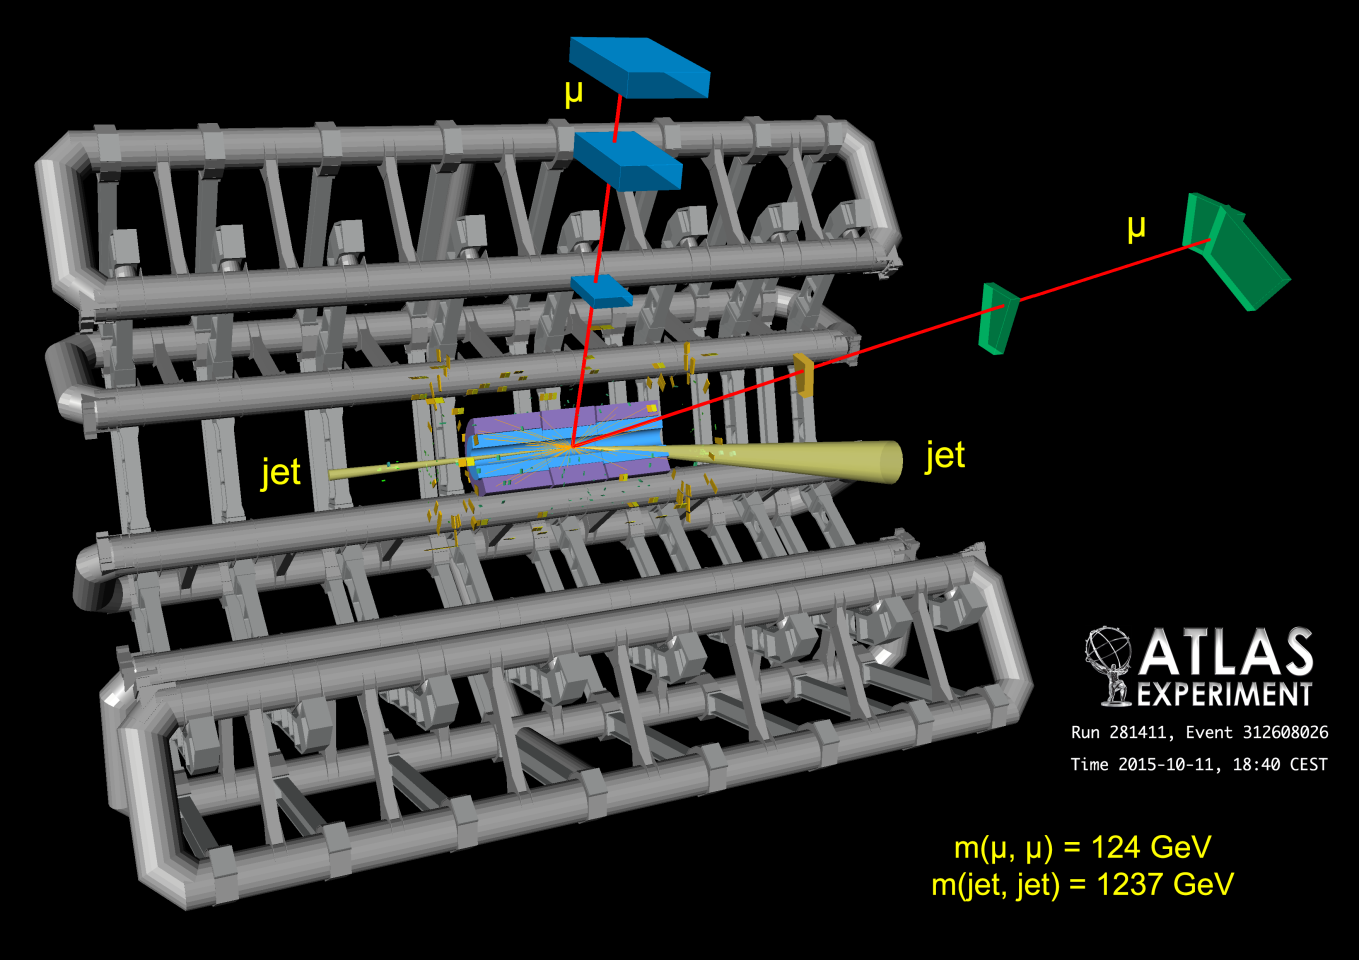 μ
μ
jet
jet
ATLAS
EXPERIMENT
Run 281411, Event 312608026
Time 2015-10-11, 18:40 CEST
m(μ, μ) = 124 GeV
m(jet, jet) = 1237 GeV